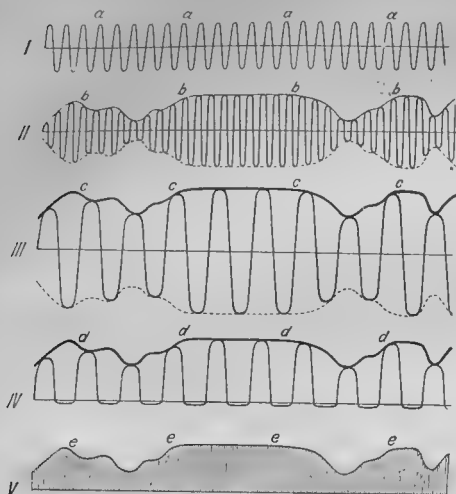 a a a a
I
b b b b
II
c c c c
III
d d d d
IV
e e e e
V